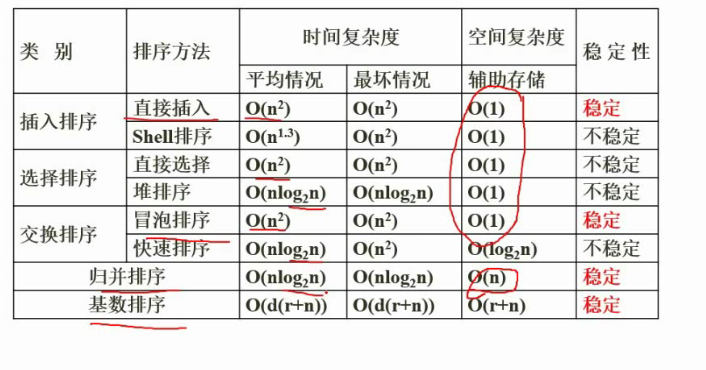 类 别 排序方法 时间复杂度 空间复杂度 稳定性
平均情况 最坏情况 辅助存储
插入排序 直接插入 O(n²) O(n²) O(1) 稳定
Shell排序 O(n¹·³) O(n²) O(1) 不稳定
选择排序 直接选择 O(n²) O(n²) O(1) 不稳定
堆排序 O(nlog₂n) O(nlog₂n) O(1) 不稳定
交换排序 冒泡排序 O(n²) O(n²) O(1) 稳定
快速排序 O(nlog₂n) O(n²) O(log₂n) 不稳定
归并排序 O(nlog₂n) O(nlog₂n) O(n) 稳定
基数排序 O(d(r+n)) O(d(r+n)) O(r+n) 稳定